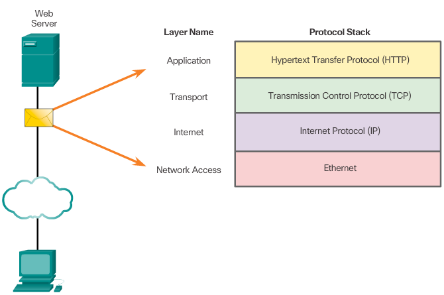 Web
Server
Layer Name
Protocol Stack
Application
Hypertext Transfer Protocol (HTTP)
Transport
Transmission Control Protocol (TCP)
Internet
Internet Protocol (IP)
Network Access
Ethernet